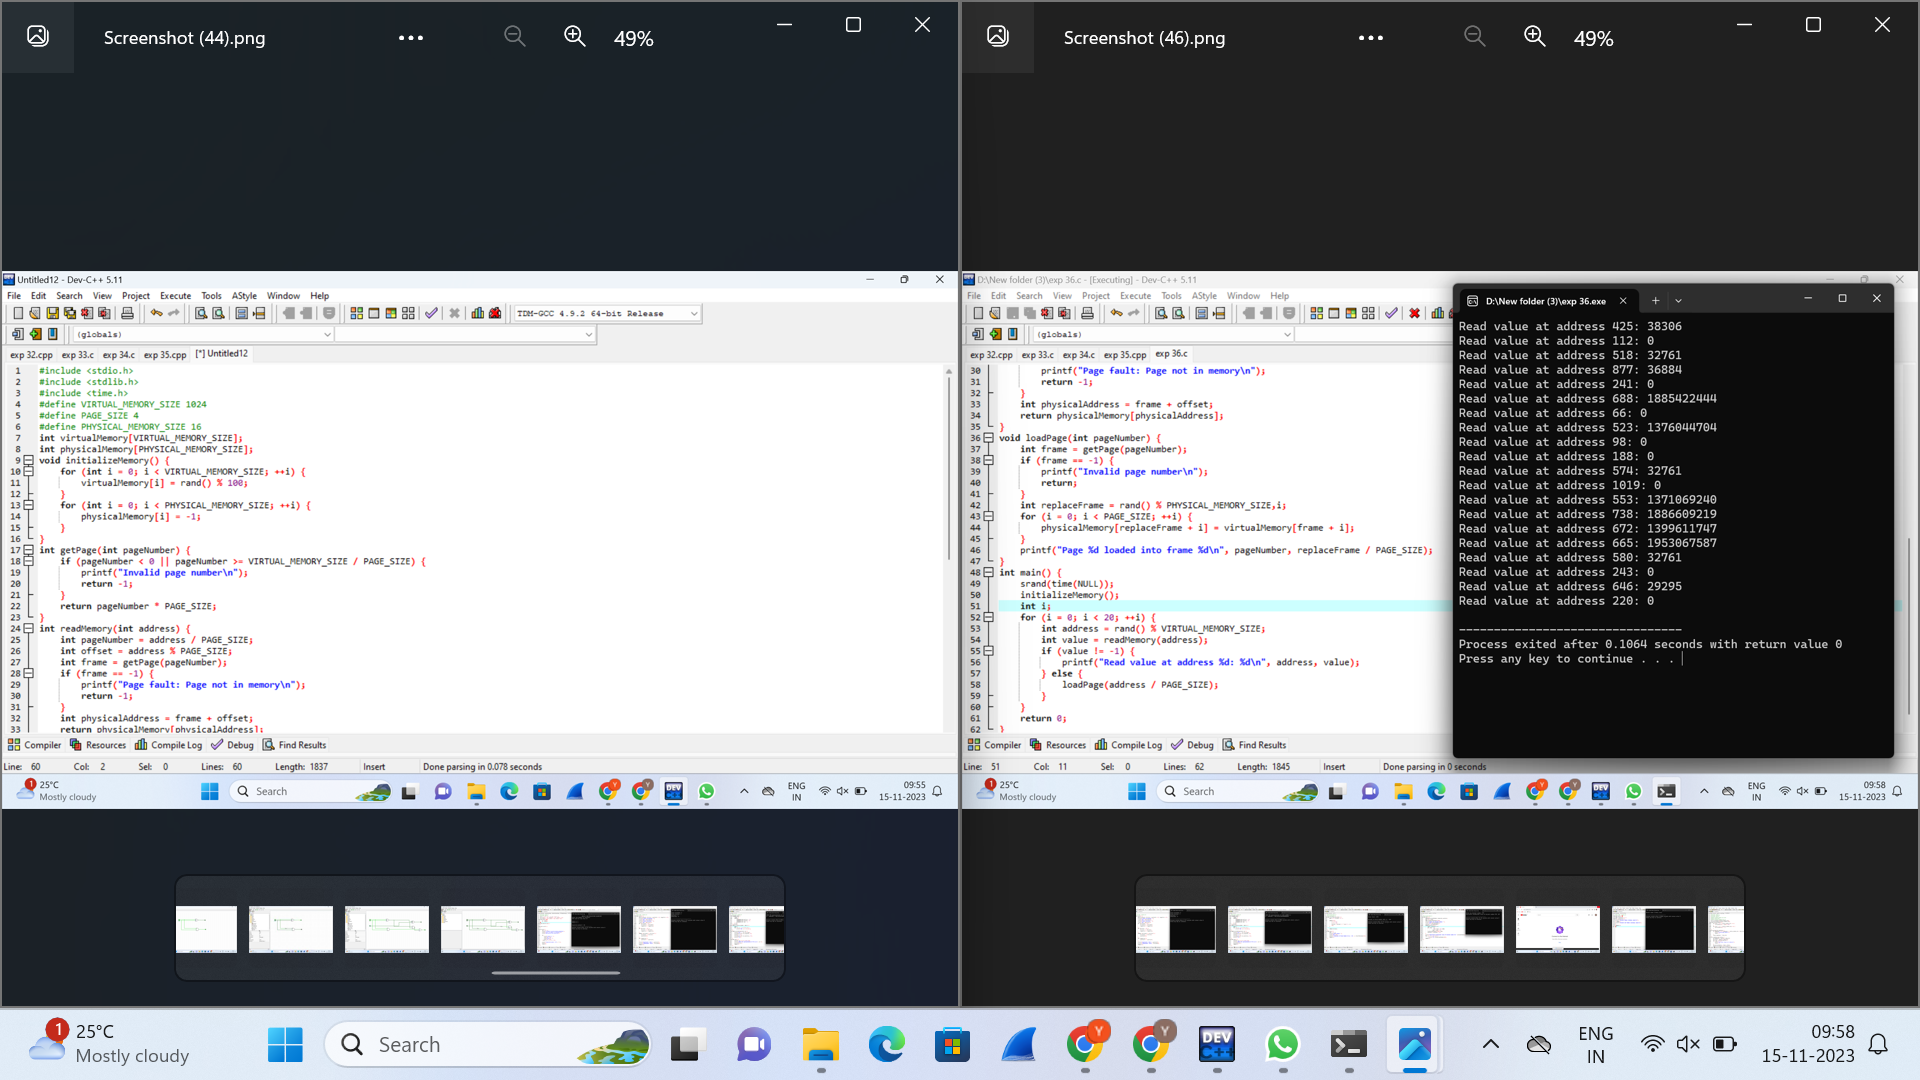 Screenshot (44).png
49%
Untitled12 - Dev-C++ 5.11
File Edit Search View Project Execute Tools AStyle Window Help
TDM-GCC 4.9.2 64-bit Release
(globals)
exp 32.cpp exp 33.c exp 34.c exp 35.cpp [*] Untitled12
1 #include <stdio.h>
2 #include <stdlib.h>
3 #include <time.h>
4 #define VIRTUAL_MEMORY_SIZE 1024
5 #define PAGE_SIZE 4
6 #define PHYSICAL_MEMORY_SIZE 16
7 int virtualMemory[VIRTUAL_MEMORY_SIZE];
8 int physicalMemory[PHYSICAL_MEMORY_SIZE];
9 void initializeMemory() {
10 for (int i = 0; i < VIRTUAL_MEMORY_SIZE; ++i) {
11 virtualMemory[i] = rand() % 100;
12 }
13 for (int i = 0; i < PHYSICAL_MEMORY_SIZE; ++i) {
14 physicalMemory[i] = -1;
15 }
16 }
17 int getPage(int pageNumber) {
18 if (pageNumber < 0 || pageNumber >= VIRTUAL_MEMORY_SIZE / PAGE_SIZE) {
19 printf("Invalid page number\n");
20 return -1;
21 }
22 return pageNumber * PAGE_SIZE;
23 }
24 int readMemory(int address) {
25 int pageNumber = address / PAGE_SIZE;
26 int offset = address % PAGE_SIZE;
27 int frame = getPage(pageNumber);
28 if (frame == -1) {
29 printf("Page fault: Page not in memory\n");
30 return -1;
31 }
32 int physicalAddress = frame + offset;
33 return physicalMemory[physicalAddress];
Compiler Resources Compile Log Debug Find Results
Line: 60 Col: 2 Sel: 0 Lines: 60 Length: 1837 Insert Done parsing in 0.078 seconds
1 25°C
Mostly cloudy
Search
ENG
IN
09:55
15-11-2023
Screenshot (46).png
49%
D:\New folder (3)\exp 36.c - [Executing] - Dev-C++ 5.11
File Edit Search View Project Execute Tools AStyle Window Help
(globals)
exp 32.cpp exp 33.c exp 34.c exp 35.cpp exp 36.c
30 printf("Page fault: Page not in memory\n");
31 return -1;
32 }
33 int physicalAddress = frame + offset;
34 return physicalMemory[physicalAddress];
35 }
36 void loadPage(int pageNumber) {
37 int frame = getPage(pageNumber);
38 if (frame == -1) {
39 printf("Invalid page number\n");
40 return;
41 }
42 int replaceFrame = rand() % PHYSICAL_MEMORY_SIZE,i;
43 for (i = 0; i < PAGE_SIZE; ++i) {
44 physicalMemory[replaceFrame + i] = virtualMemory[frame + i];
45 }
46 printf("Page %d loaded into frame %d\n", pageNumber, replaceFrame / PAGE_SIZE);
47 }
48 int main() {
49 srand(time(NULL));
50 initializeMemory();
51 int i;
52 for (i = 0; i < 20; ++i) {
53 int address = rand() % VIRTUAL_MEMORY_SIZE;
54 int value = readMemory(address);
55 if (value != -1) {
56 printf("Read value at address %d: %d\n", address, value);
57 } else {
58 loadPage(address / PAGE_SIZE);
59 }
60 }
61 return 0;
62 }
Compiler Resources Compile Log Debug Find Results
Line: 51 Col: 11 Sel: 0 Lines: 62 Length: 1845 Insert Done parsing in 0 seconds
D:\New folder (3)\exp 36.exe
Read value at address 425: 38306
Read value at address 112: 0
Read value at address 518: 32761
Read value at address 877: 36884
Read value at address 241: 0
Read value at address 688: 1885422444
Read value at address 66: 0
Read value at address 523: 1376044704
Read value at address 98: 0
Read value at address 188: 0
Read value at address 574: 32761
Read value at address 1019: 0
Read value at address 553: 1371069240
Read value at address 738: 1886609219
Read value at address 672: 1399611747
Read value at address 665: 1953067587
Read value at address 580: 32761
Read value at address 243: 0
Read value at address 646: 29295
Read value at address 220: 0
--------------------------------
Process exited after 0.1064 seconds with return value 0
Press any key to continue . . .
1 25°C
Mostly cloudy
Search
ENG
IN
09:58
15-11-2023
1 25°C
Mostly cloudy
Search
Y
Y
DEV
C++
ENG
IN
09:58
15-11-2023